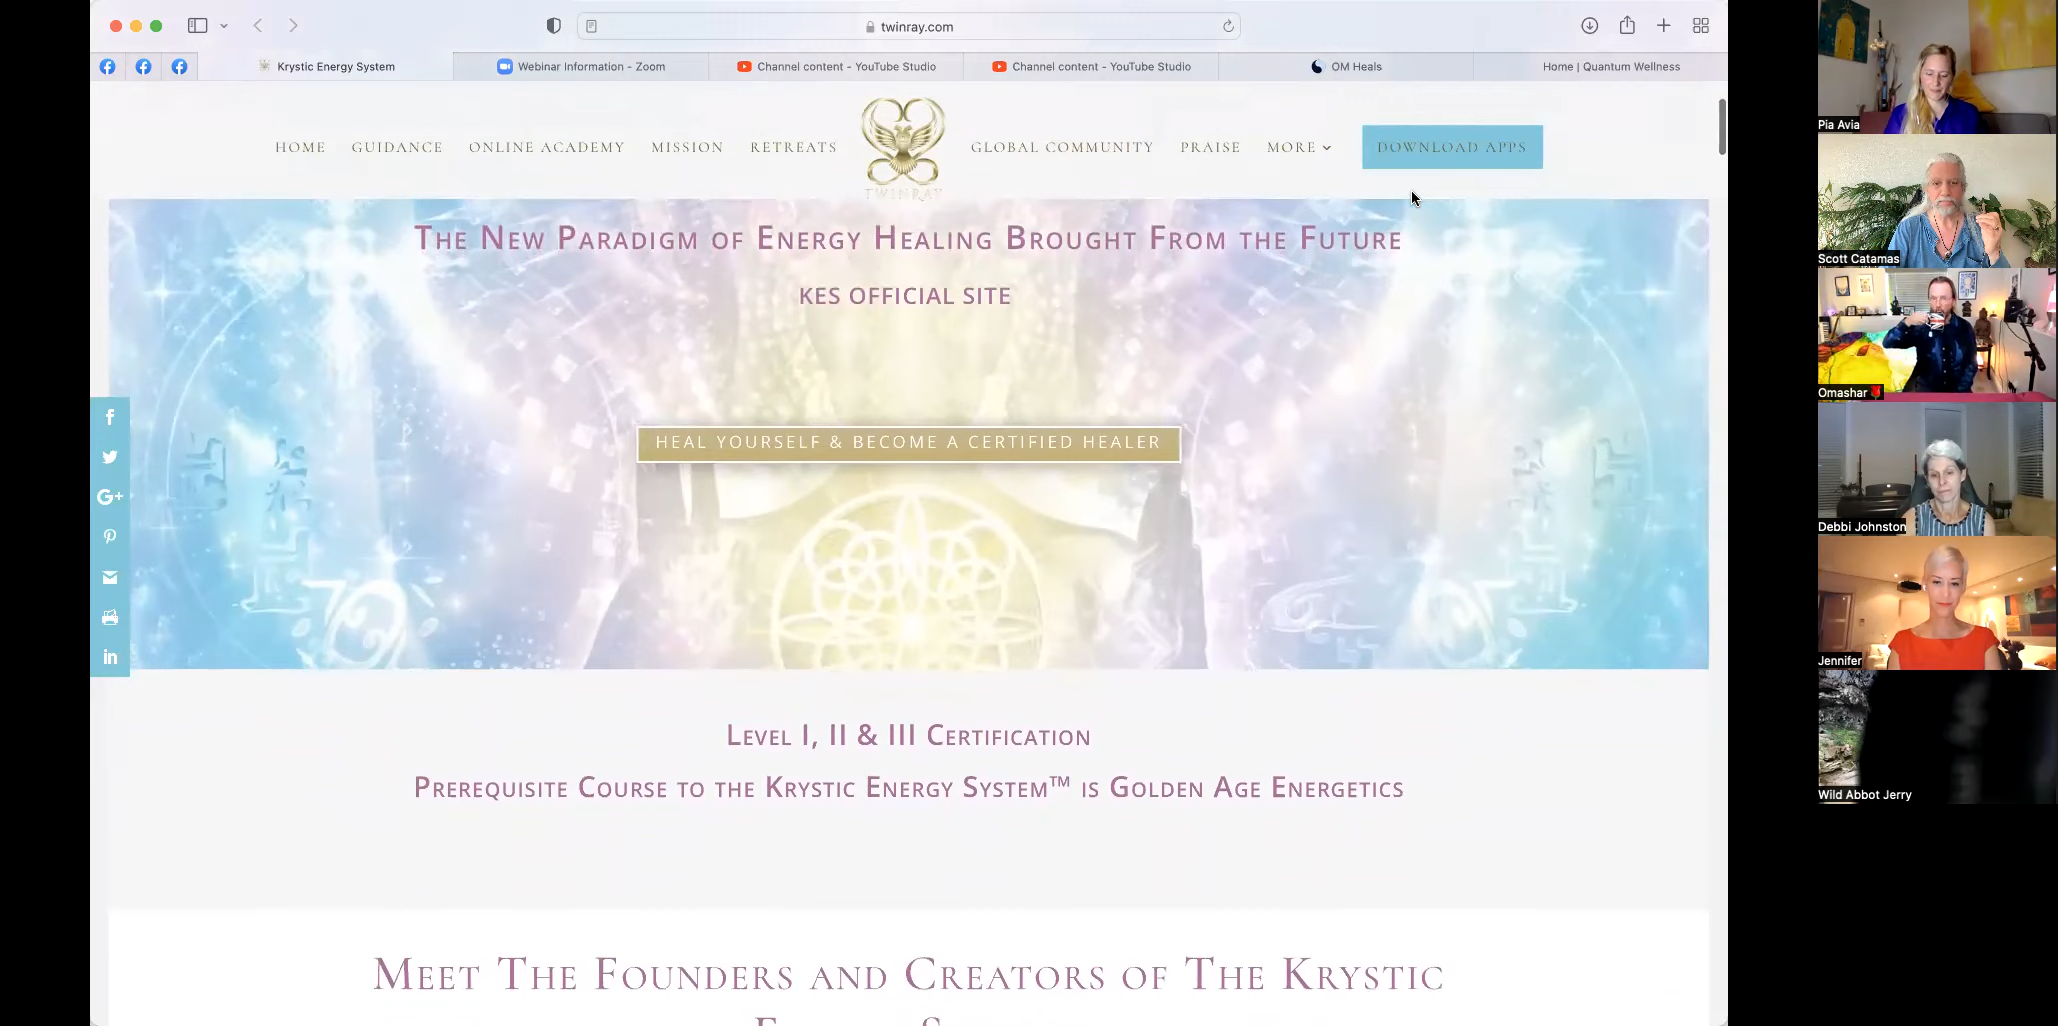 twinray.com
Krystic Energy System
Webinar Information - Zoom
Channel content - YouTube Studio
Channel content - YouTube Studio
OM Heals
Home | Quantum Wellness
HOME
GUIDANCE
ONLINE ACADEMY
MISSION
RETREATS
TWINRAY
GLOBAL COMMUNITY
PRAISE
MORE
DOWNLOAD APPS
The New Paradigm of Energy Healing Brought From the Future
KES OFFICIAL SITE
HEAL YOURSELF & BECOME A CERTIFIED HEALER
Level I, II & III Certification
Prerequisite Course to the Krystic Energy System™ is Golden Age Energetics
Meet The Founders and Creators of The Krystic
Pia Avia
Scott Catamas
Omashar
Debbi Johnston
Jennifer
Wild Abbot Jerry